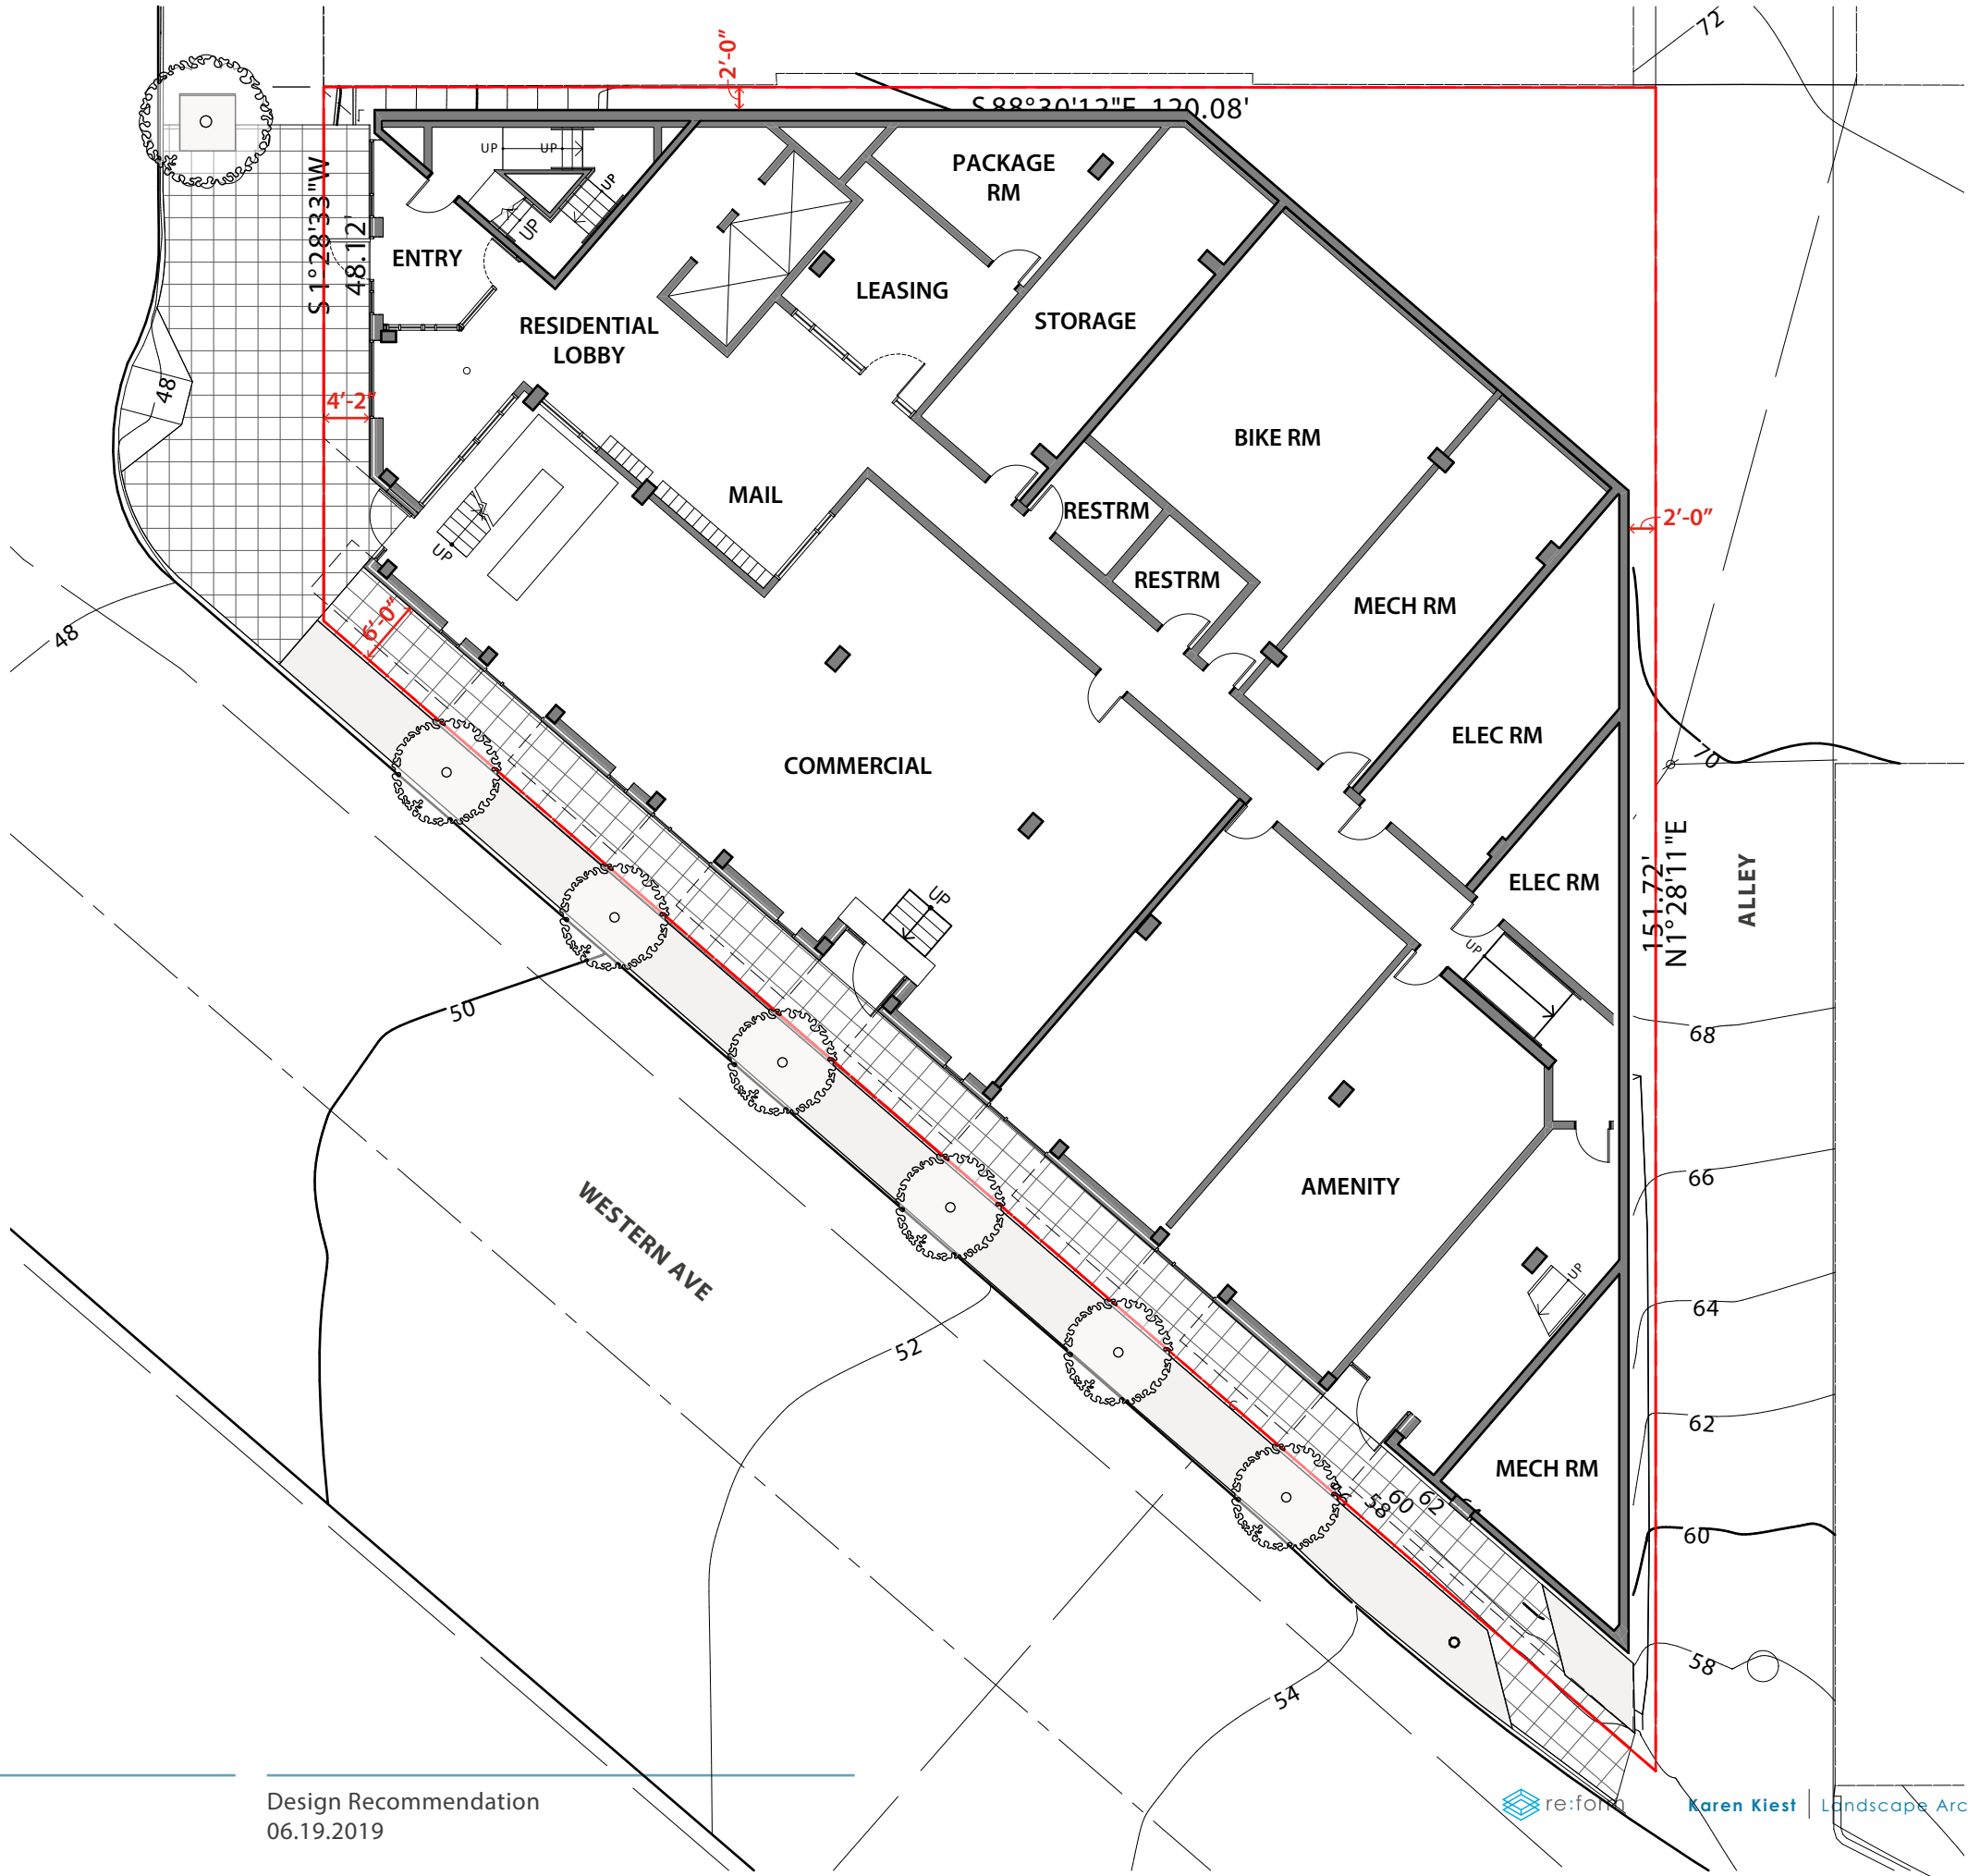 72
2'-0"
S 88°30'12"E 120.08'
PACKAGE
RM
UP
UP
UP
UP
S 1°28'33"W
48.12'
ENTRY
LEASING
RESIDENTIAL
LOBBY
STORAGE
48
4'-2"
BIKE RM
MAIL
RESTRM
2'-0"
UP
RESTRM
6'-0"
MECH RM
48
ELEC RM
70
COMMERCIAL
ELEC RM
151.72'
N1°28'11"E
ALLEY
UP
UP
50
68
66
AMENITY
WESTERN AVE
UP
64
52
62
MECH RM
58
60
62
60
58
54
Design Recommendation
06.19.2019
re:form
Karen Kiest
Landscape Arc